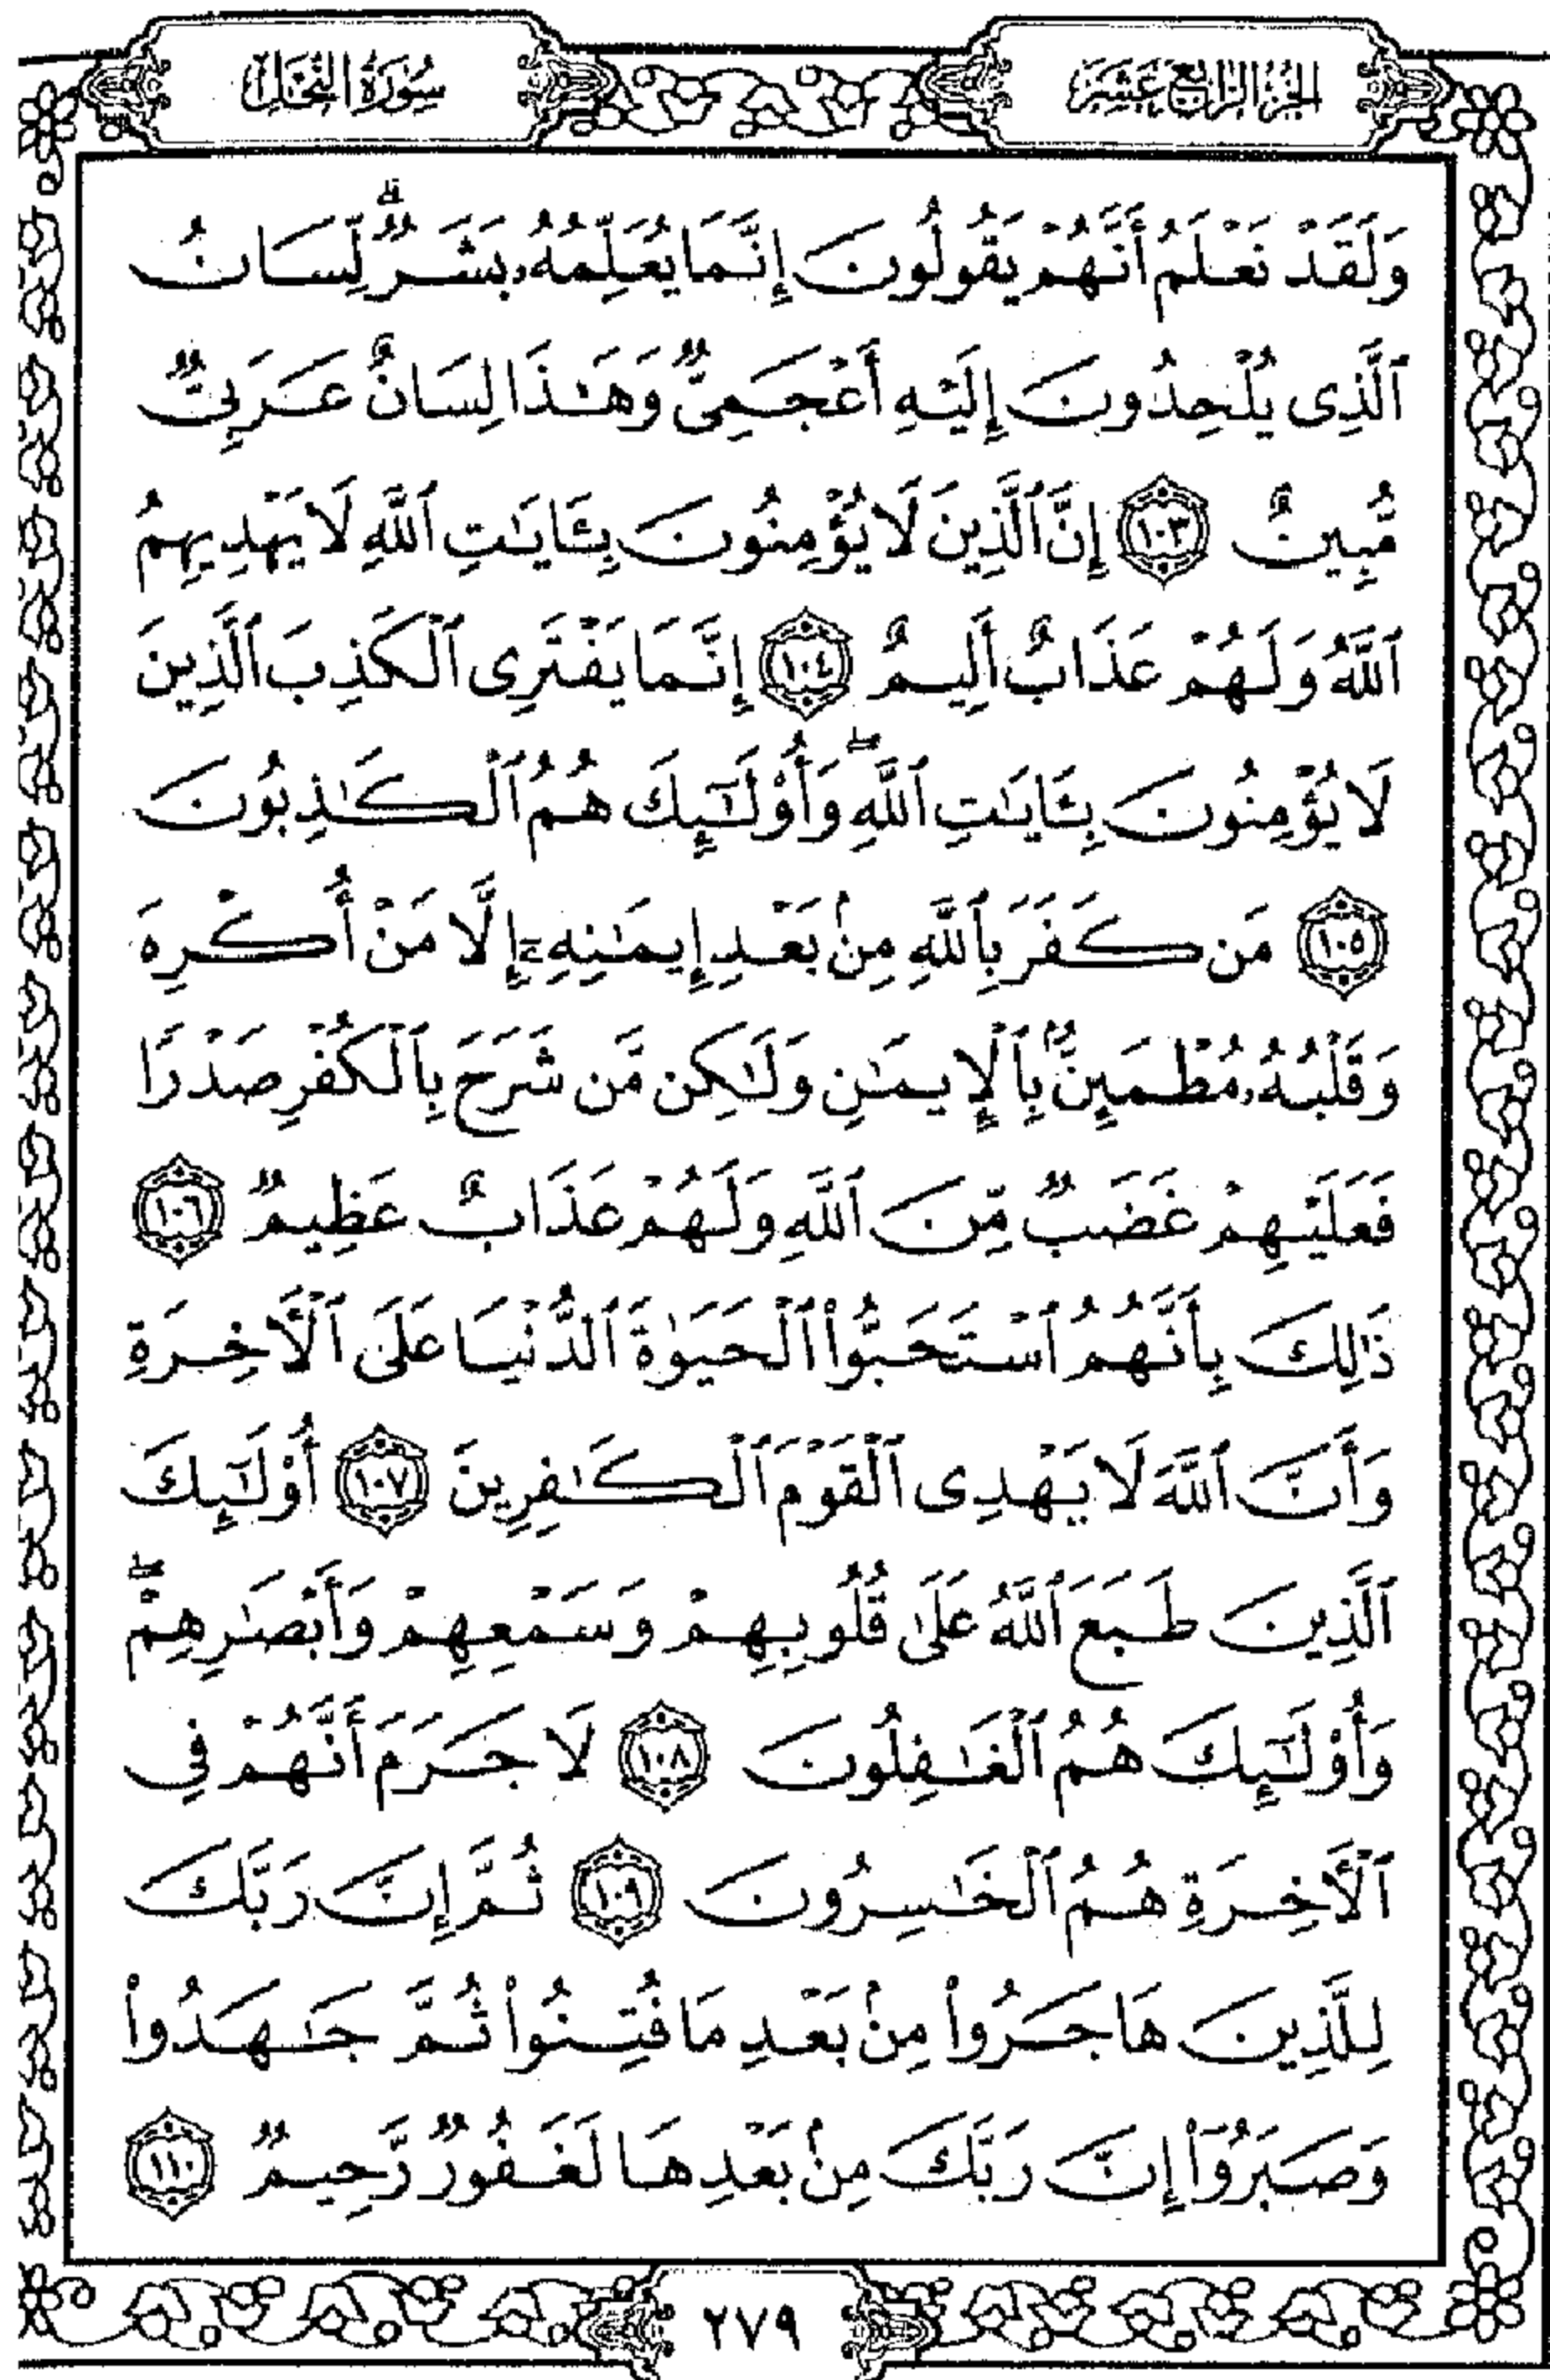 الجزء الرابع عشر
سورة النحل
وَلَقَدْ نَعْلَمُ أَنَّهُمْ يَقُولُونَ إِنَّمَا يُعَلِّمُهُۥ بَشَرٌۗ لِّسَانُ
ٱلَّذِى يُلْحِدُونَ إِلَيْهِ أَعْجَمِىٌّ وَهَـٰذَا لِسَانٌ عَرَبِىٌّ
مُّبِينٌ ١٠٣ إِنَّ ٱلَّذِينَ لَا يُؤْمِنُونَ بِـَٔايَـٰتِ ٱللَّهِ لَا يَهْدِيهِمُ
ٱللَّهُ وَلَهُمْ عَذَابٌ أَلِيمٌ ١٠٤ إِنَّمَا يَفْتَرِى ٱلْكَذِبَ ٱلَّذِينَ
لَا يُؤْمِنُونَ بِـَٔايَـٰتِ ٱللَّهِۖ وَأُو۟لَـٰٓئِكَ هُمُ ٱلْكَـٰذِبُونَ
١٠٥ مَن كَفَرَ بِٱللَّهِ مِنۢ بَعْدِ إِيمَـٰنِهِۦٓ إِلَّا مَنْ أُكْرِهَ
وَقَلْبُهُۥ مُطْمَئِنٌّۢ بِٱلْإِيمَـٰنِ وَلَـٰكِن مَّن شَرَحَ بِٱلْكُفْرِ صَدْرًا
فَعَلَيْهِمْ غَضَبٌ مِّنَ ٱللَّهِ وَلَهُمْ عَذَابٌ عَظِيمٌ ١٠٦
ذَٰلِكَ بِأَنَّهُمُ ٱسْتَحَبُّوا۟ ٱلْحَيَوٰةَ ٱلدُّنْيَا عَلَى ٱلْـَٔاخِرَةِ
وَأَنَّ ٱللَّهَ لَا يَهْدِى ٱلْقَوْمَ ٱلْكَـٰفِرِينَ ١٠٧ أُو۟لَـٰٓئِكَ
ٱلَّذِينَ طَبَعَ ٱللَّهُ عَلَىٰ قُلُوبِهِمْ وَسَمْعِهِمْ وَأَبْصَـٰرِهِمْۖ
وَأُو۟لَـٰٓئِكَ هُمُ ٱلْغَـٰفِلُونَ ١٠٨ لَا جَرَمَ أَنَّهُمْ فِى
ٱلْـَٔاخِرَةِ هُمُ ٱلْخَـٰسِرُونَ ١٠٩ ثُمَّ إِنَّ رَبَّكَ
لِلَّذِينَ هَاجَرُوا۟ مِنۢ بَعْدِ مَا فُتِنُوا۟ ثُمَّ جَـٰهَدُوا۟
وَصَبَرُوٓا۟ إِنَّ رَبَّكَ مِنۢ بَعْدِهَا لَغَفُورٌ رَّحِيمٌ ١١٠
٢٧٩